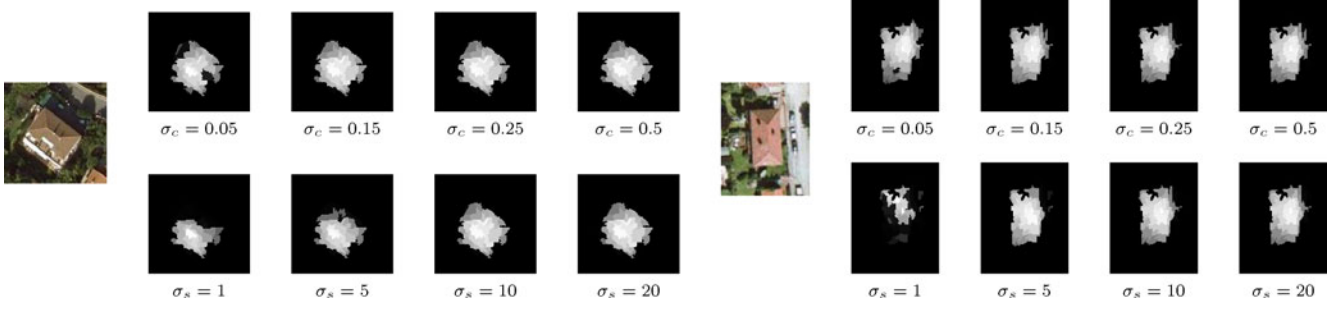 σc = 0.05 σc = 0.15 σc = 0.25 σc = 0.5
σs = 1 σs = 5 σs = 10 σs = 20
σc = 0.05 σc = 0.15 σc = 0.25 σc = 0.5
σs = 1 σs = 5 σs = 10 σs = 20